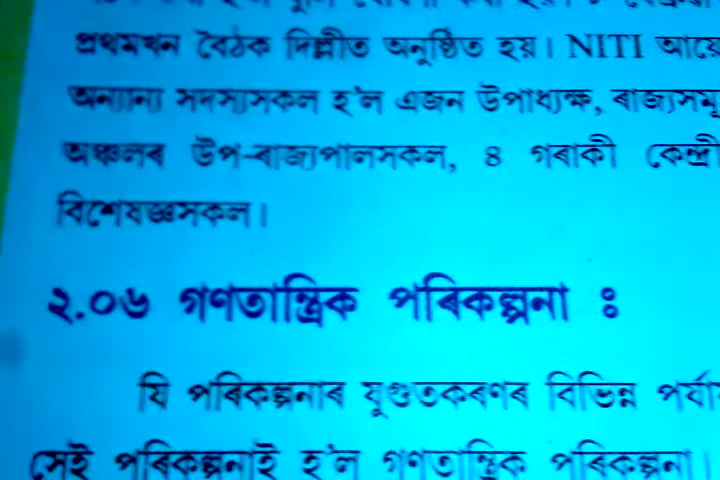 প্ৰথমখন বৈঠক দিল্লীত অনুষ্ঠিত হয়। NITI
অন্যান্য সদস্যসকল হ'ল এজন উপাধ্যক্ষ,
অঞ্চলৰ উপ-ৰাজ্যপালসকল, ৪ গৰাকী
বিশেষজ্ঞসকল।
২.০৬ গণতান্ত্ৰিক পৰিকল্পনা ঃ
যি পৰিকল্পনাৰ যুগুতকৰণৰ বিভিন্ন
সেই পৰিকল্পনাই হ'ল গণতান্ত্ৰিক পৰিকল্পনা।